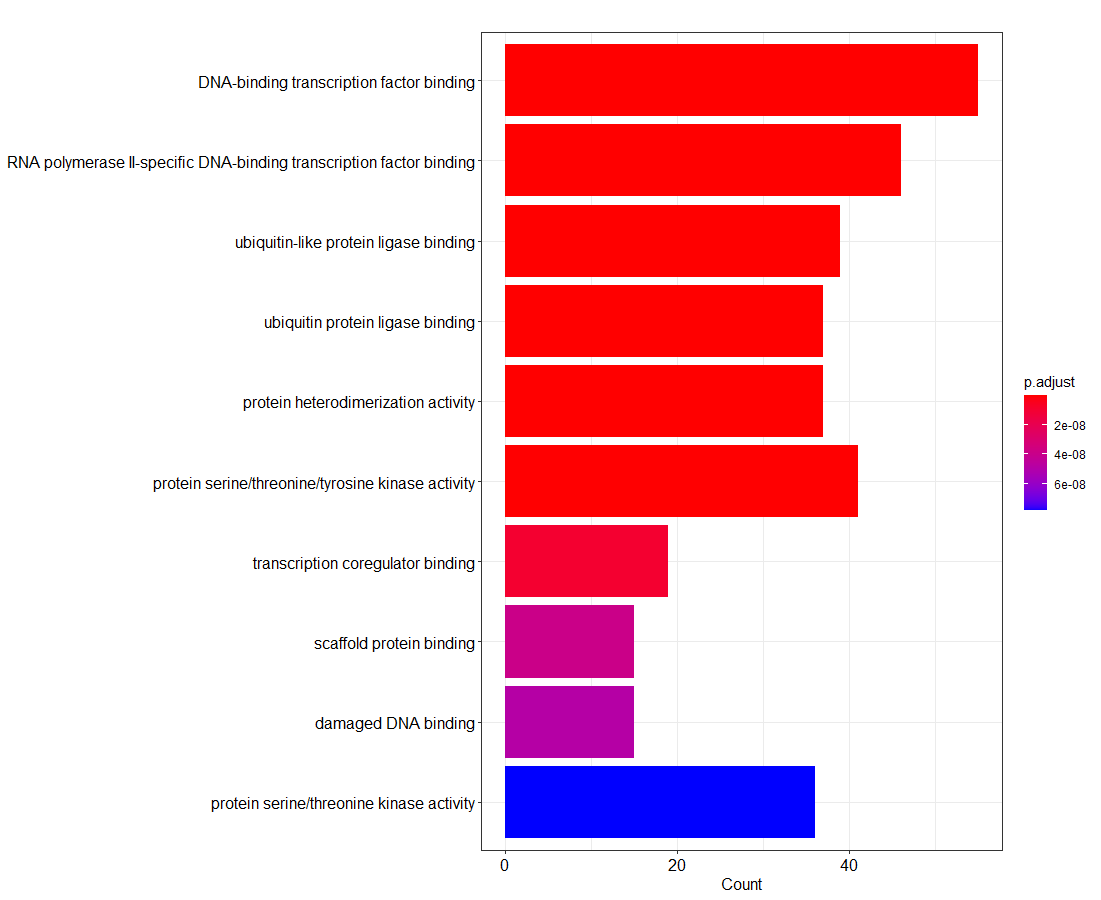 DNA-binding transcription factor binding
RNA polymerase II-specific DNA-binding transcription factor binding
ubiquitin-like protein ligase binding
ubiquitin protein ligase binding
protein heterodimerization activity
protein serine/threonine/tyrosine kinase activity
transcription coregulator binding
scaffold protein binding
damaged DNA binding
protein serine/threonine kinase activity
0 20 40
Count
p.adjust
2e-08
4e-08
6e-08